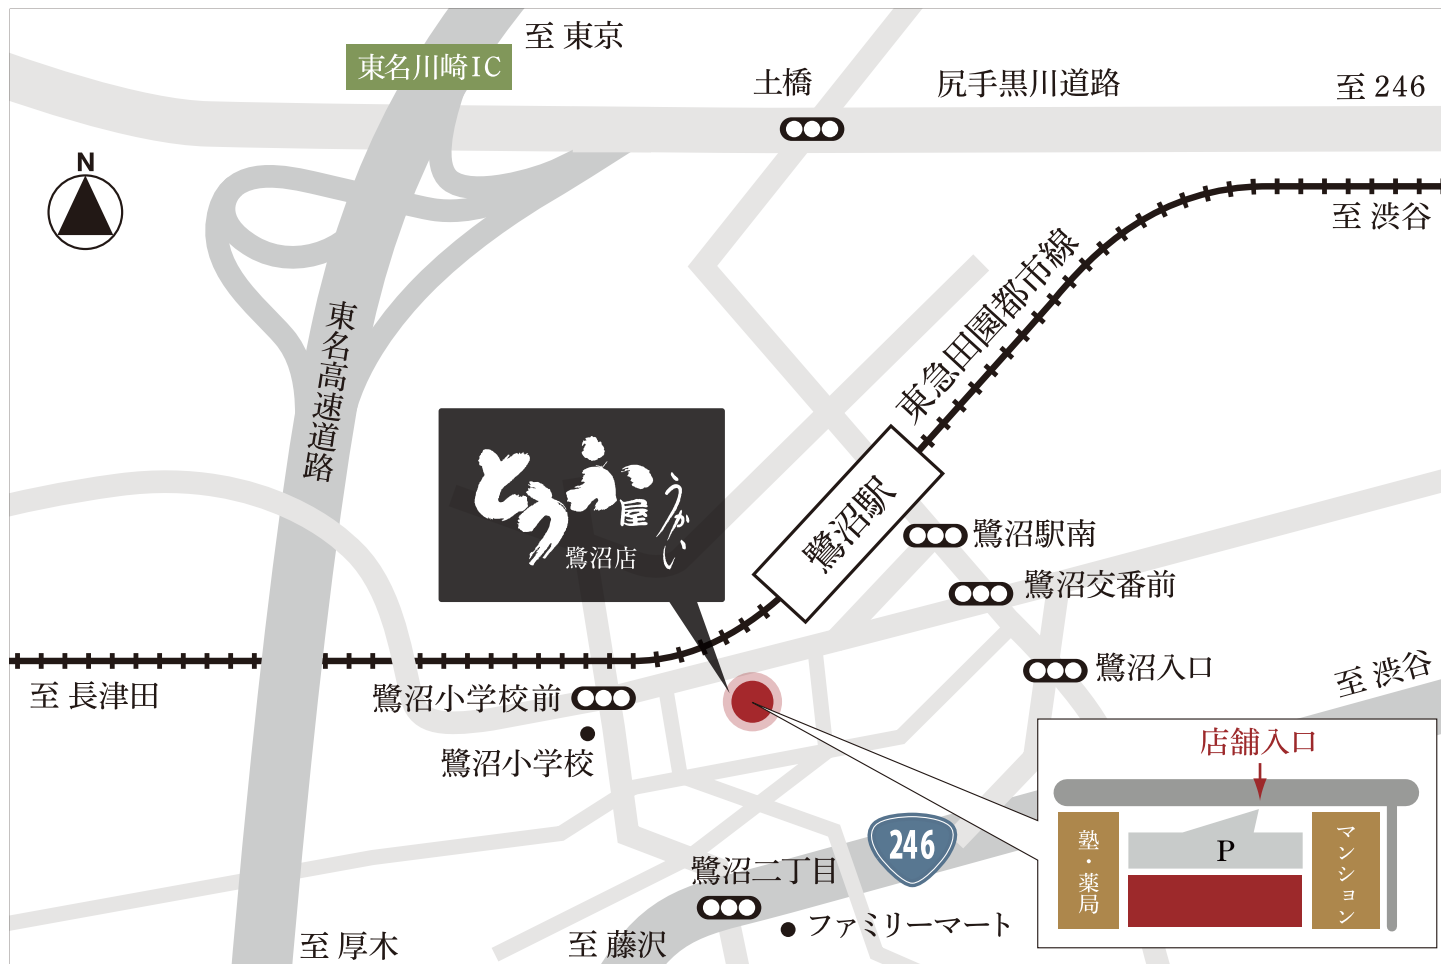 至 東京
東名川崎IC
土橋
尻手黒川道路
至 246
N
至 渋谷
東急田園都市線
東名高速道路
とうふ屋
うかい
鷺沼店
鷺沼駅
鷺沼駅南
鷺沼交番前
鷺沼入口
至 渋谷
至 長津田
鷺沼小学校前
鷺沼小学校
店舗入口
塾・薬局
P
マンション
246
鷺沼二丁目
ファミリーマート
至 厚木
至 藤沢